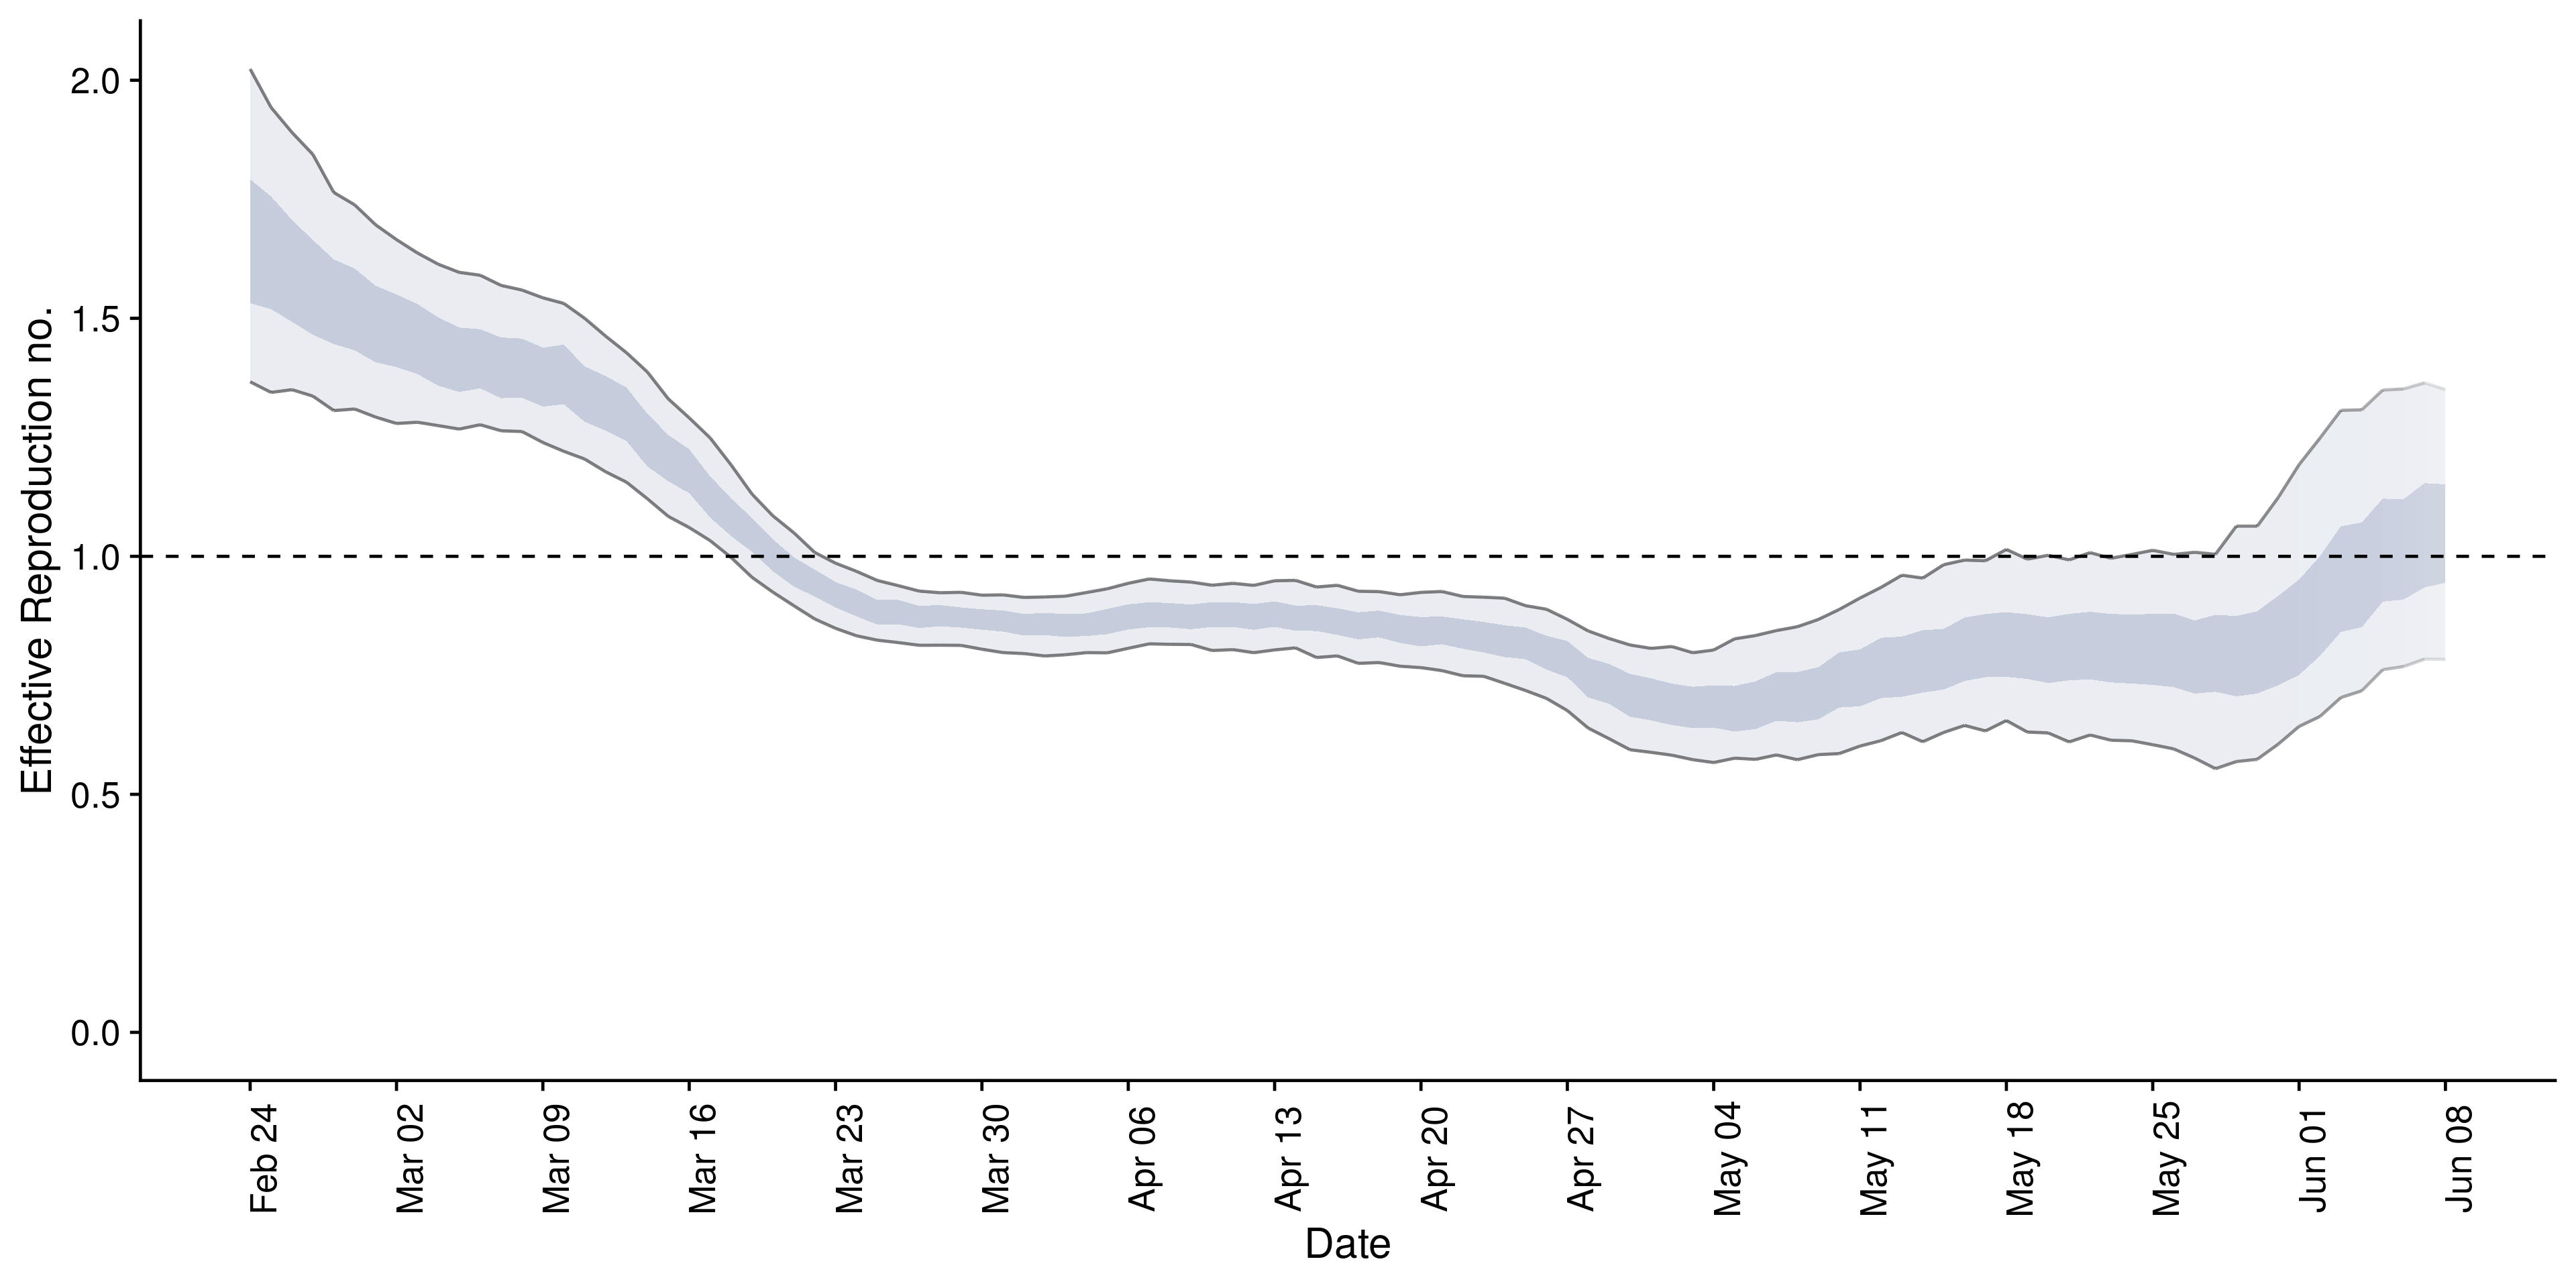 Effective Reproduction no.
2.0
1.5
1.0
0.5
0.0
Feb 24
Mar 02
Mar 09
Mar 16
Mar 23
Mar 30
Apr 06
Apr 13
Apr 20
Apr 27
May 04
May 11
May 18
May 25
Jun 01
Jun 08
Date